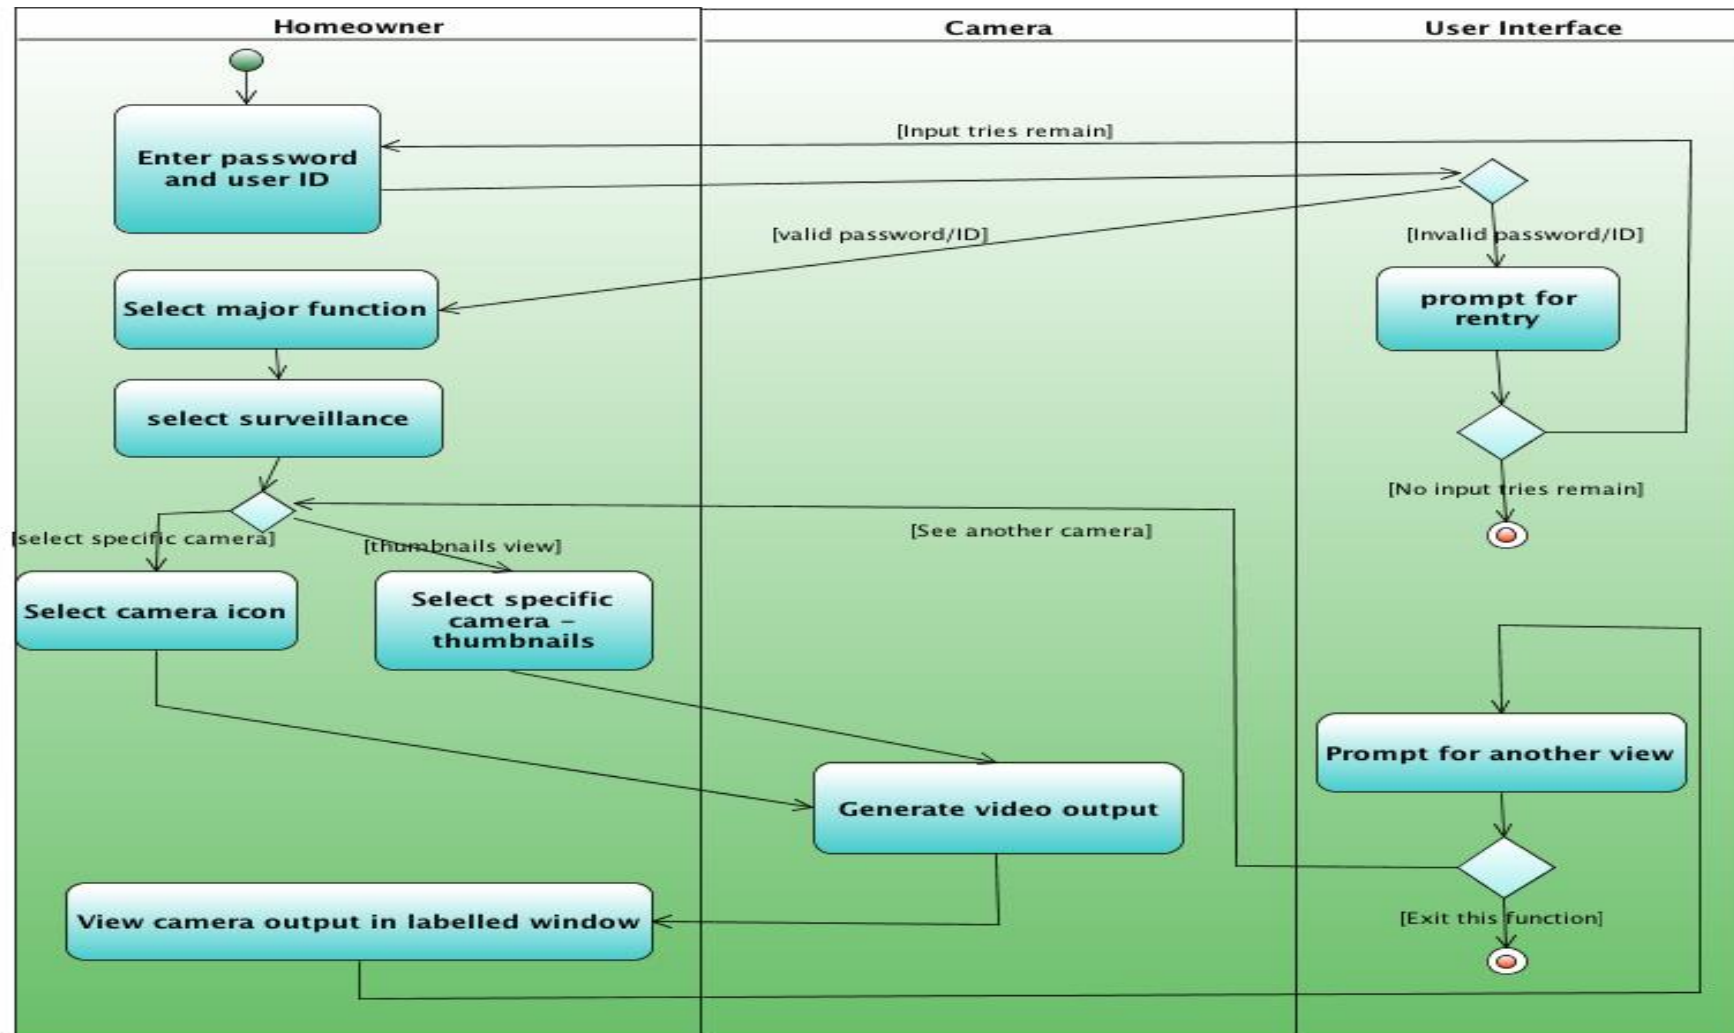 Homeowner
Camera
User Interface
[Input tries remain]
Enter password
and user ID
[valid password/ID]
[Invalid password/ID]
Select major function
prompt for
rentry
select surveillance
[No input tries remain]
[select specific camera]
[thumbnails view]
[See another camera]
Select camera icon
Select specific
camera –
thumbnails
Prompt for another view
Generate video output
View camera output in labelled window
[Exit this function]